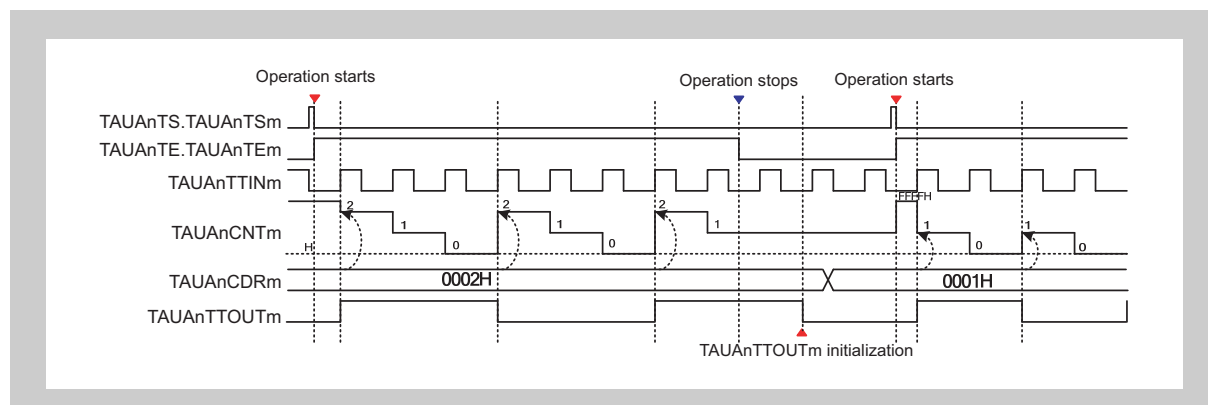 Operation starts
Operation stops
Operation starts
TAUAnTS.TAUAnTSm
TAUAnTE.TAUAnTEm
TAUAnTTINm
FFFFH
2
2
2
1
1
TAUAnCNTm
1
1
1
H
0
0
0
0
TAUAnCDRm
0002H
0001H
TAUAnTTOUTm
TAUAnTTOUTm initialization